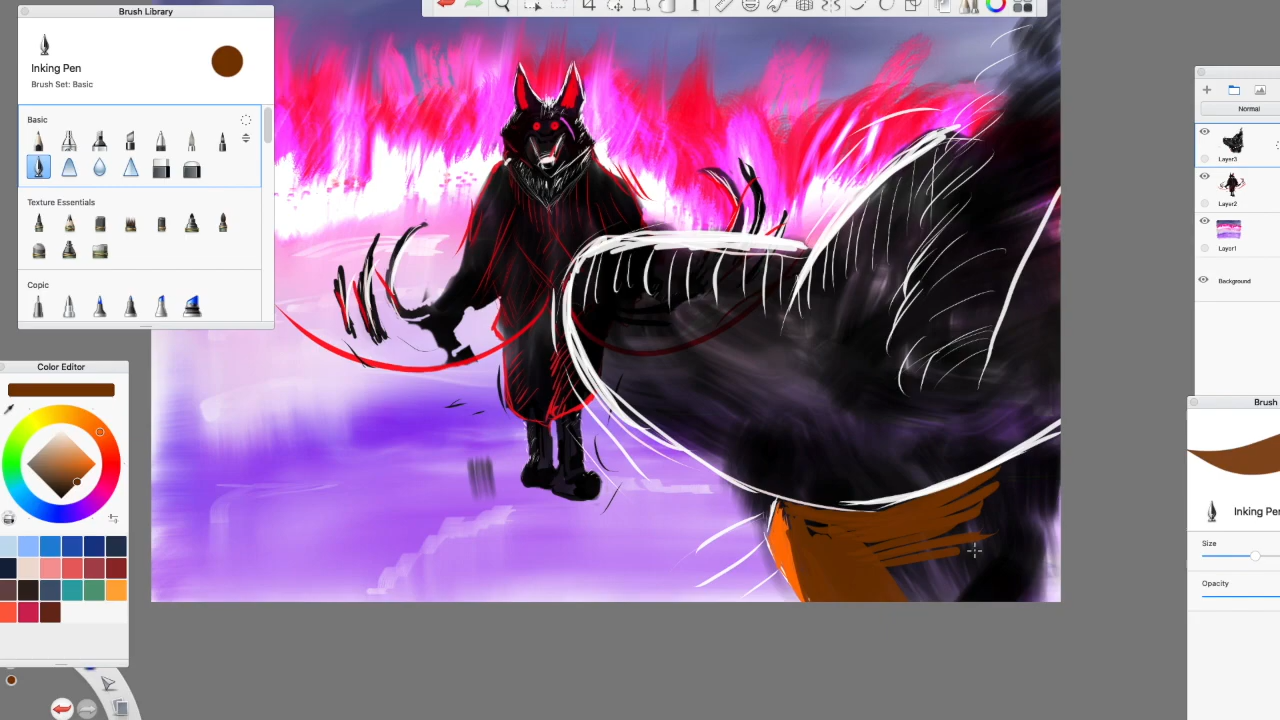 Brush Library
Inking Pen
Brush Set: Basic
Basic
Texture Essentials
Copic
Color Editor
Normal
Layer3
Layer2
Layer1
Background
Brush
Inking Pen
Size
Opacity